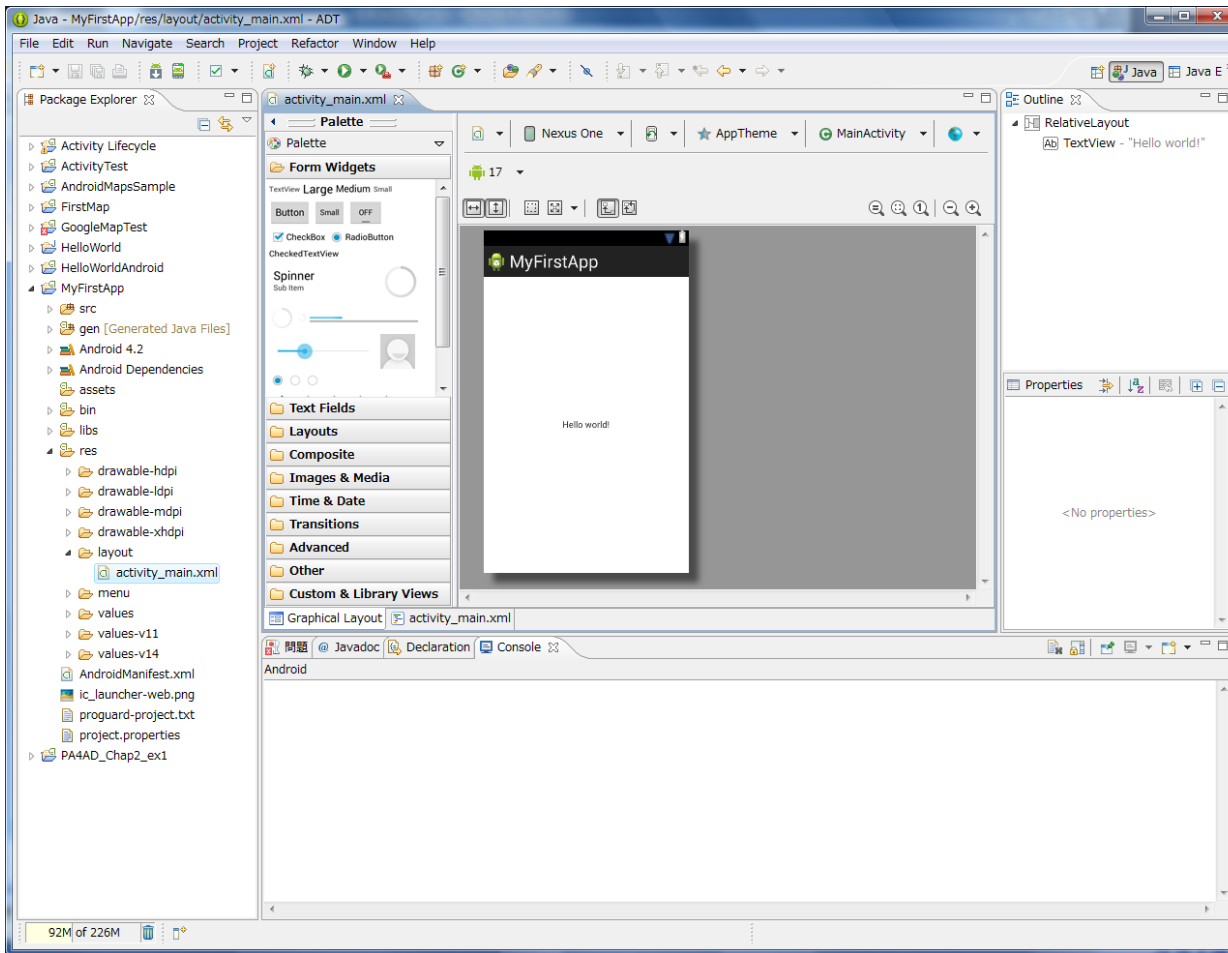 Java - MyFirstApp/res/layout/activity_main.xml - ADT
File Edit Run Navigate Search Project Refactor Window Help
Java
Java E
Package Explorer
Activity Lifecycle
ActivityTest
AndroidMapsSample
FirstMap
GoogleMapTest
HelloWorld
HelloWorldAndroid
MyFirstApp
src
gen [Generated Java Files]
Android 4.2
Android Dependencies
assets
bin
libs
res
drawable-hdpi
drawable-ldpi
drawable-mdpi
drawable-xhdpi
layout
activity_main.xml
menu
values
values-v11
values-v14
AndroidManifest.xml
ic_launcher-web.png
proguard-project.txt
project.properties
PA4AD_Chap2_ex1
activity_main.xml
Palette
Palette
Form Widgets
TextView Large Medium Small
Button Small OFF
CheckBox RadioButton
CheckedTextView
Spinner
Sub Item
Text Fields
Layouts
Composite
Images & Media
Time & Date
Transitions
Advanced
Other
Custom & Library Views
Nexus One AppTheme MainActivity
17
MyFirstApp
Hello world!
Graphical Layout activity_main.xml
Outline
RelativeLayout
Ab TextView - "Hello world!"
Properties
<No properties>
問題 @ Javadoc Declaration Console
Android
92M of 226M